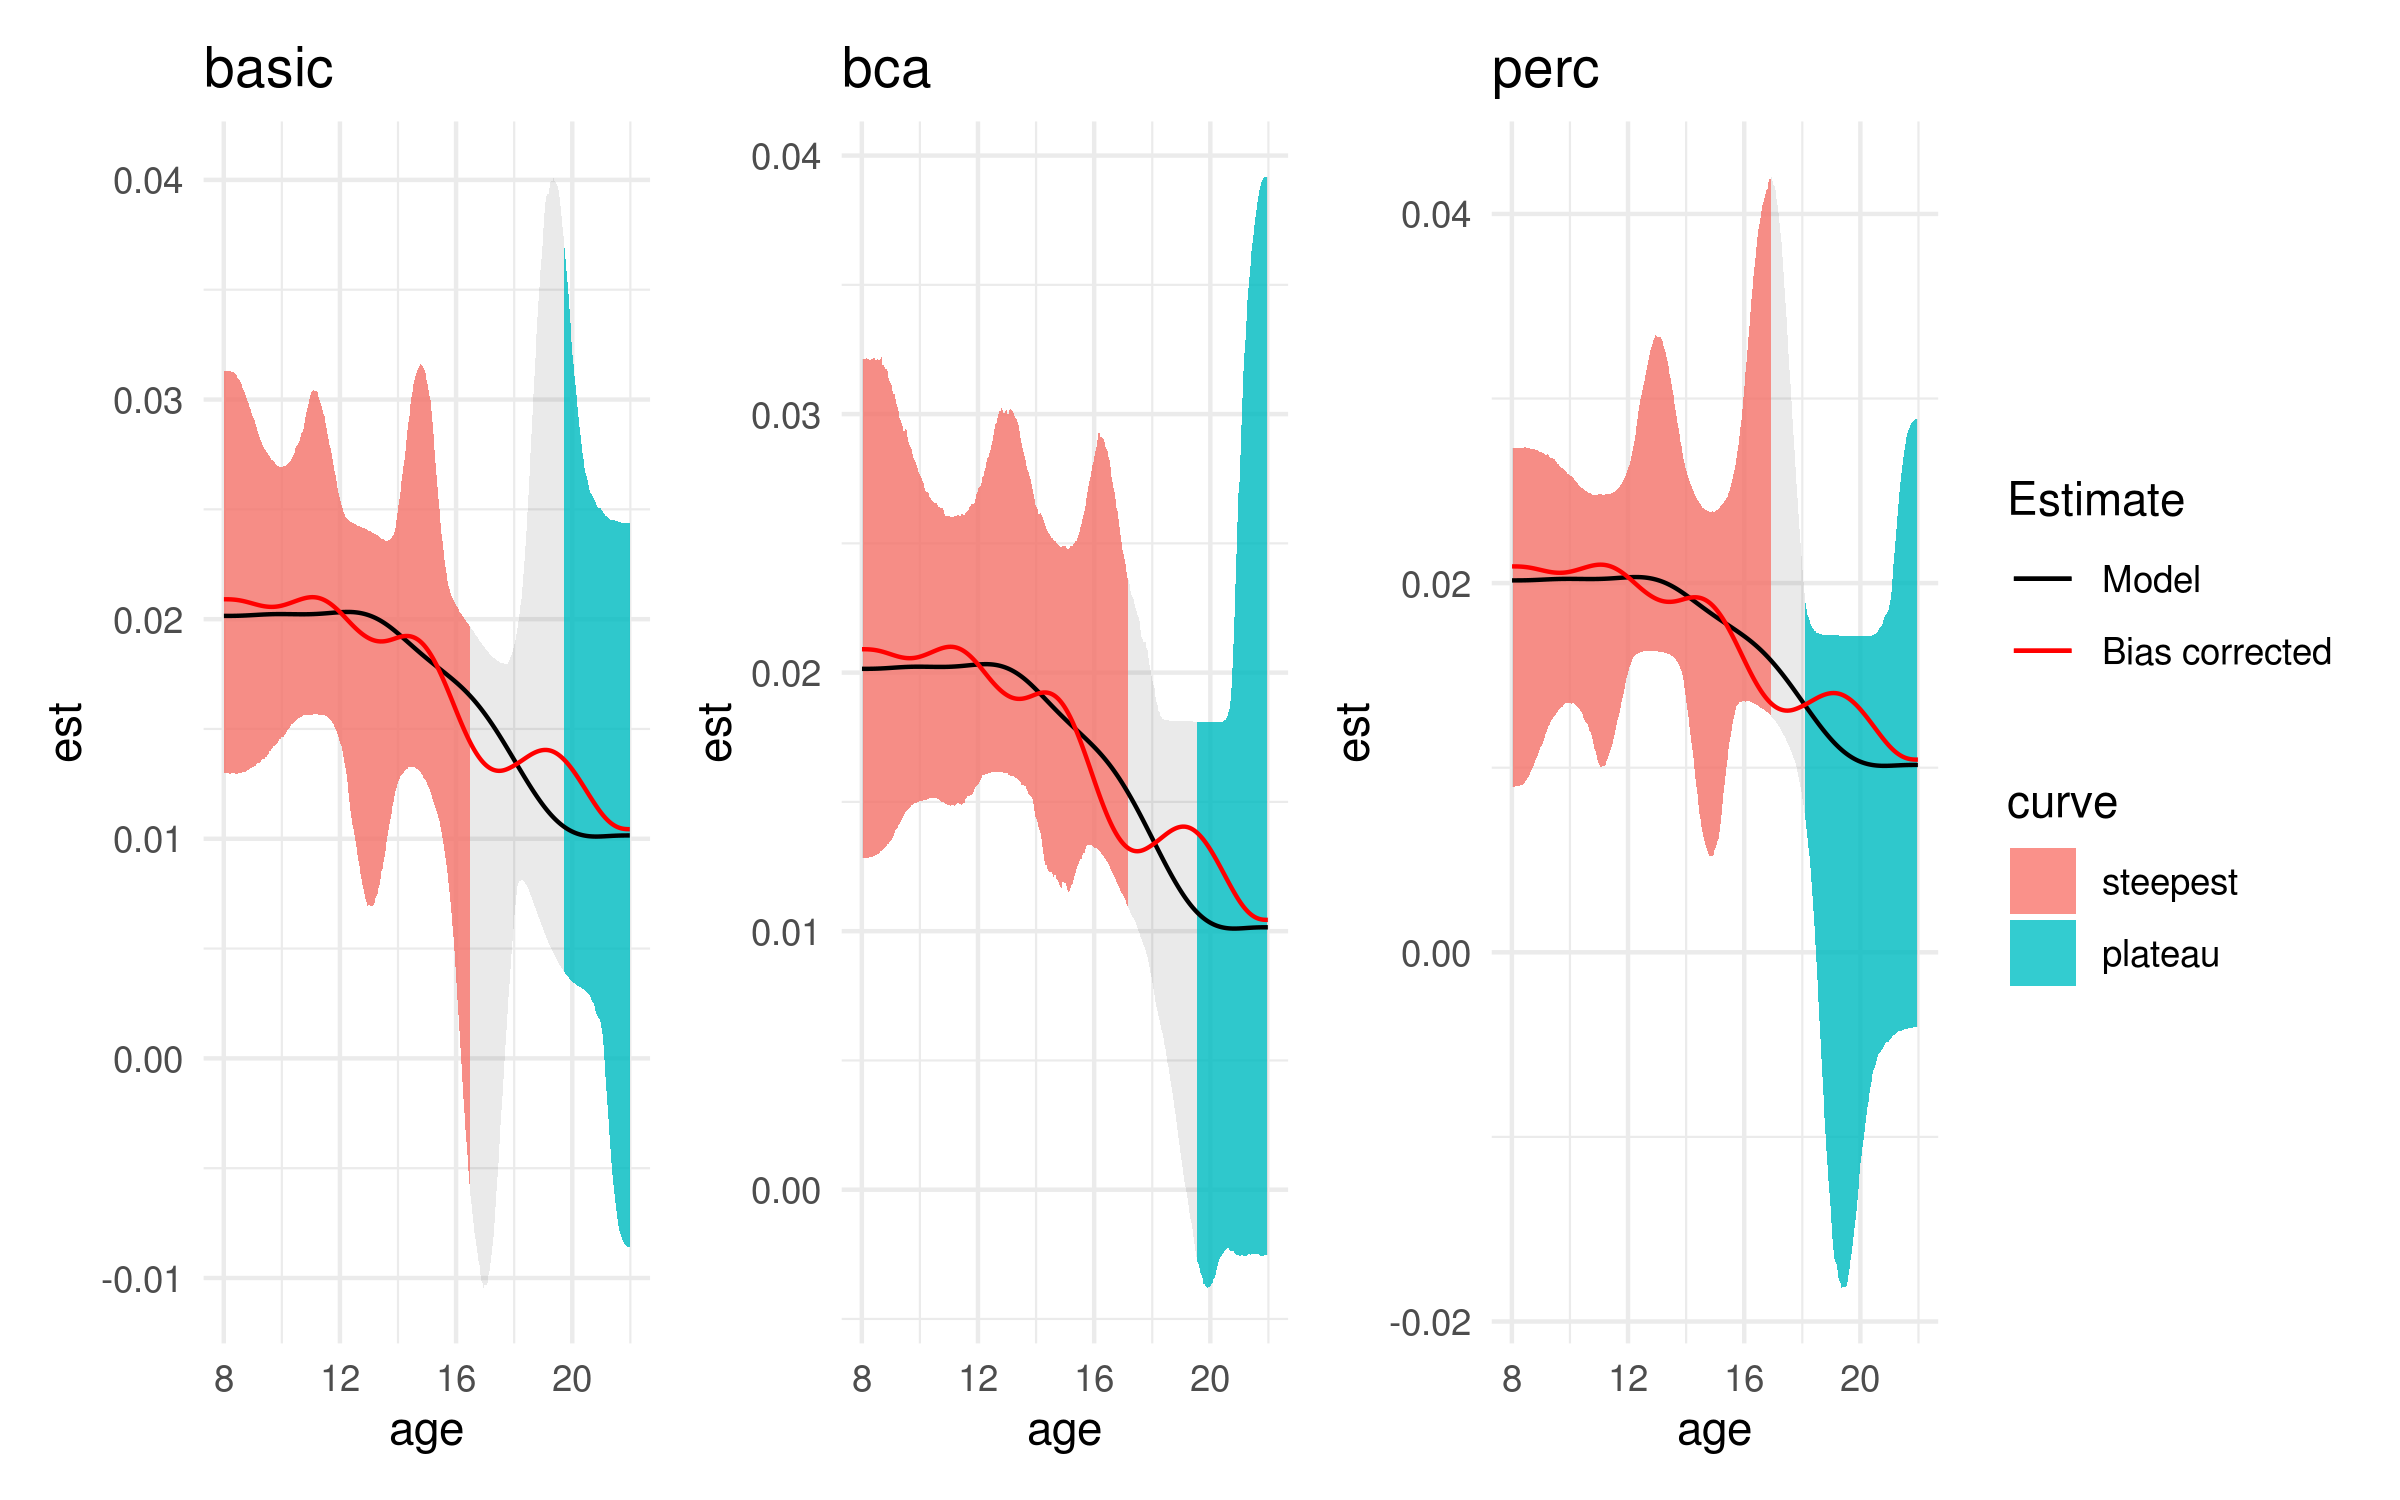 basic
0.04
0.03
0.02
0.01
0.00
-0.01
est
8 12 16 20
age
bca
0.04
0.03
0.02
0.01
0.00
est
8 12 16 20
age
perc
0.04
0.02
0.00
-0.02
est
8 12 16 20
age
Estimate
Model
Bias corrected
curve
steepest
plateau